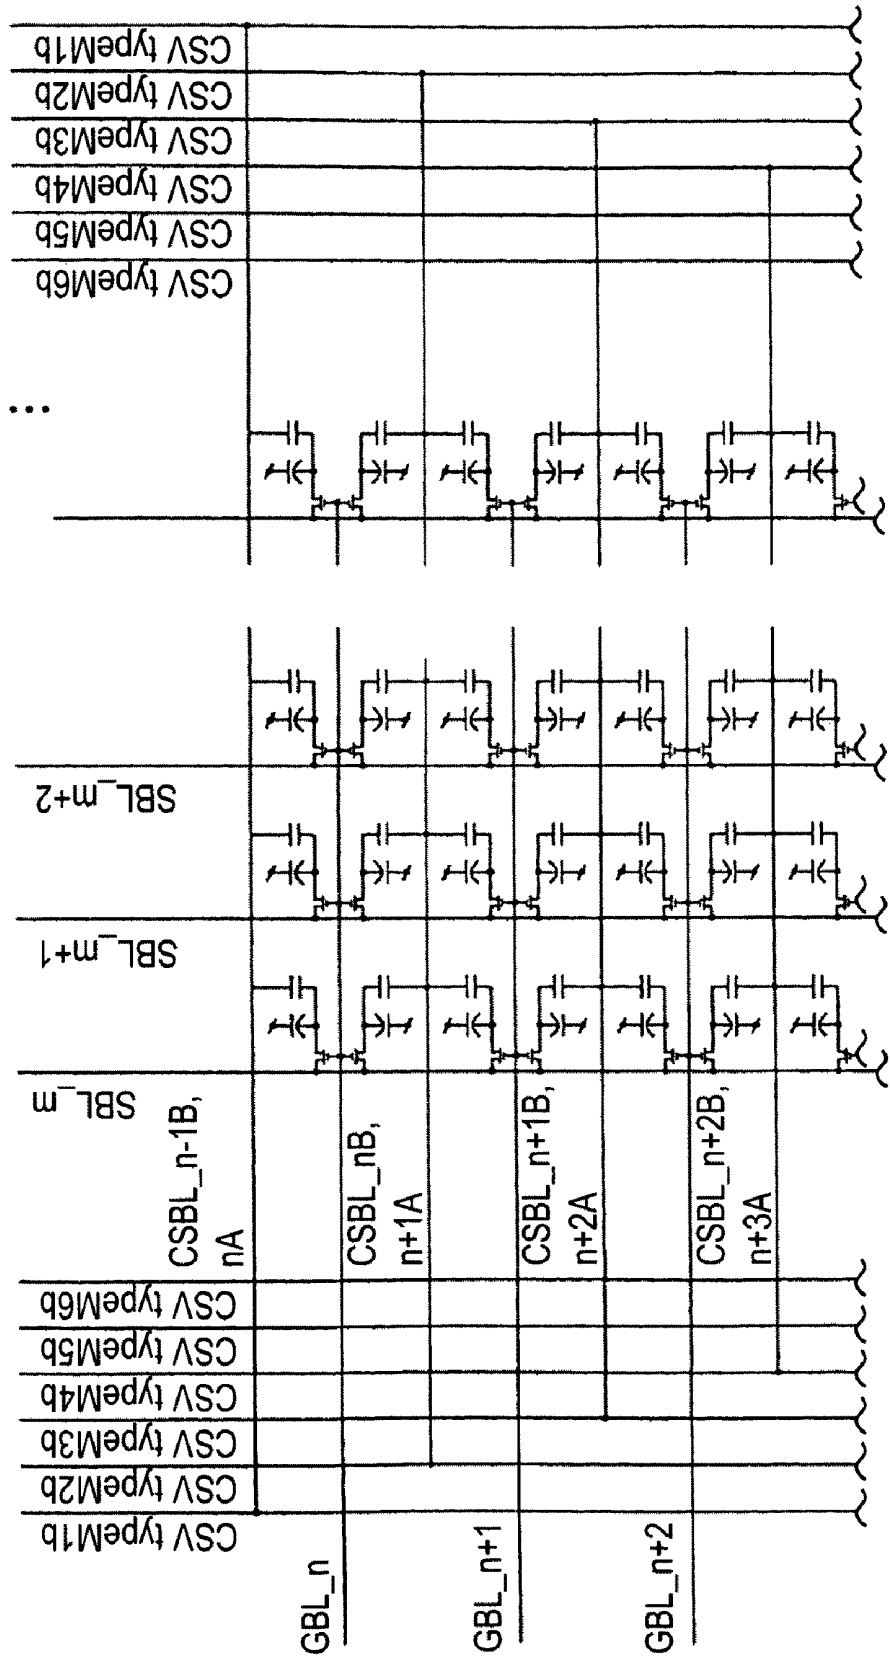 CSV typeM1b
CSV typeM2b
CSV typeM3b
CSV typeM4b
CSV typeM5b
CSV typeM6b
...
SBL_m+2
SBL_m+1
SBL_m
CSBL_n-1B,
nA
CSBL_nB,
n+1A
CSBL_n+1B,
n+2A
CSBL_n+2B,
n+3A
CSV typeM6b
CSV typeM5b
CSV typeM4b
CSV typeM3b
CSV typeM2b
CSV typeM1b
GBL_n
GBL_n+1
GBL_n+2